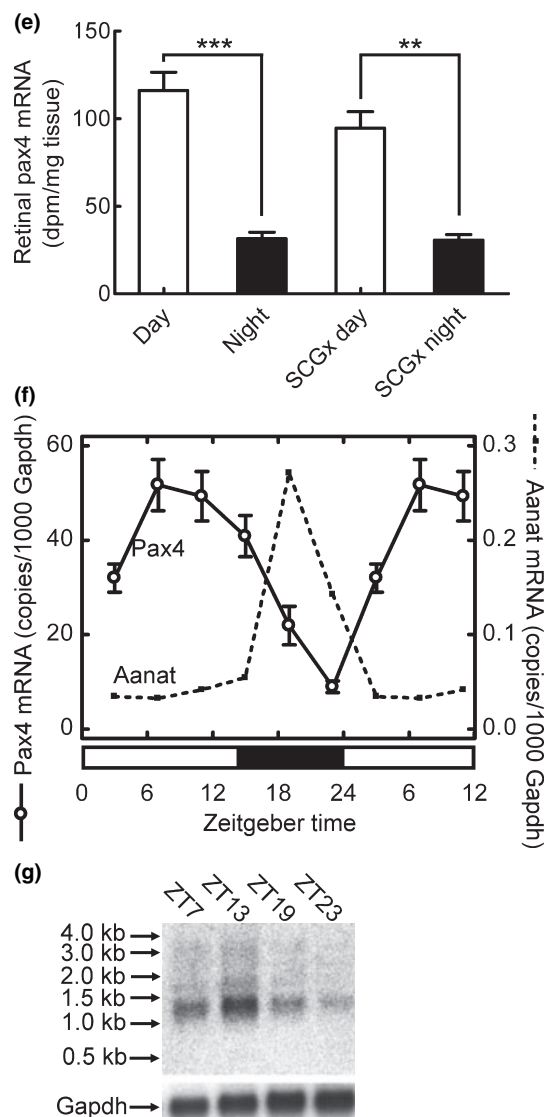 (e)
Retinal pax4 mRNA
(dpm/mg tissue)
150
100
50
0
***
**
Day
Night
SCGx day
SCGx night
(f)
Pax4 mRNA (copies/1000 Gapdh)
60
40
20
0
Pax4
Aanat
0.3
0.2
0.1
0.0
Aanat mRNA (copies/1000 Gapdh)
0 6 12 18 24 6 12
Zeitgeber time
(g)
ZT7 ZT13 ZT19 ZT23
4.0 kb
3.0 kb
2.0 kb
1.5 kb
1.0 kb
0.5 kb
Gapdh